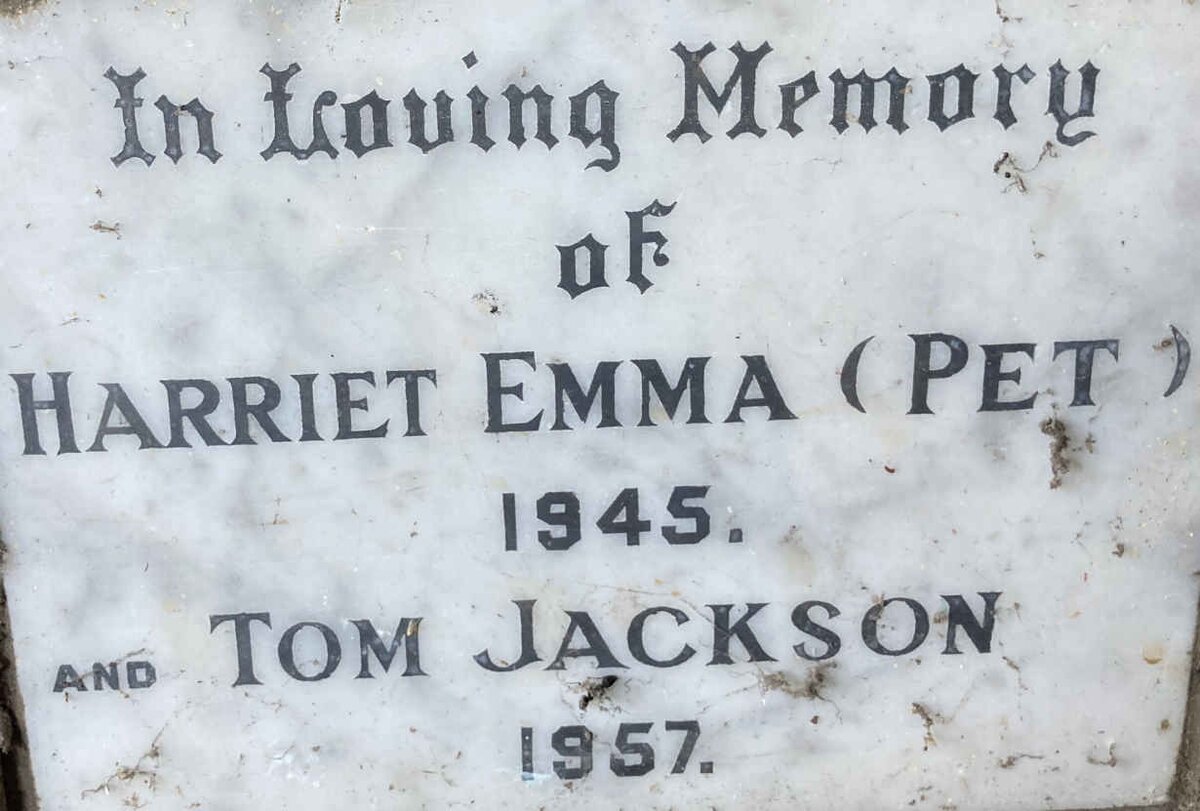 In Loving Memory
of
HARRIET EMMA (PET)
1945.
AND TOM JACKSON
1957.